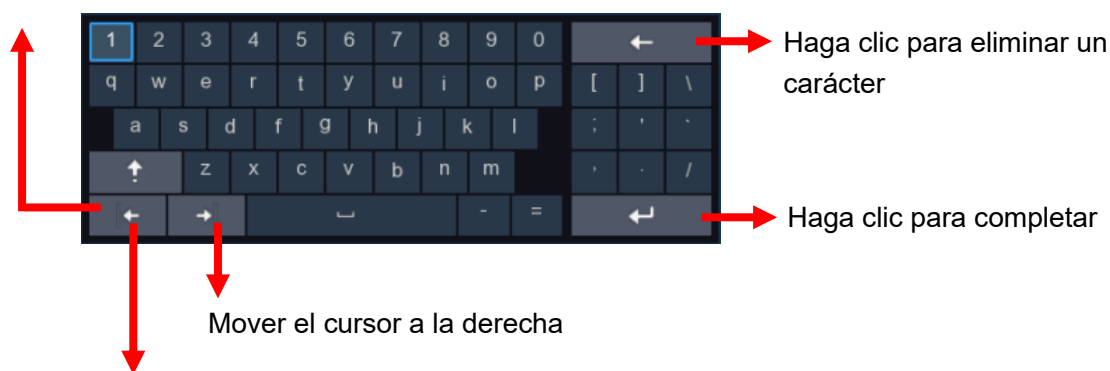 1 2 3 4 5 6 7 8 9 0
Haga clic para eliminar un
carácter
q w e r t y u i o p [ ] \
a s d f g h j k l ; ' `
z x c v b n m , . /
- =
Haga clic para completar
Mover el cursor a la derecha